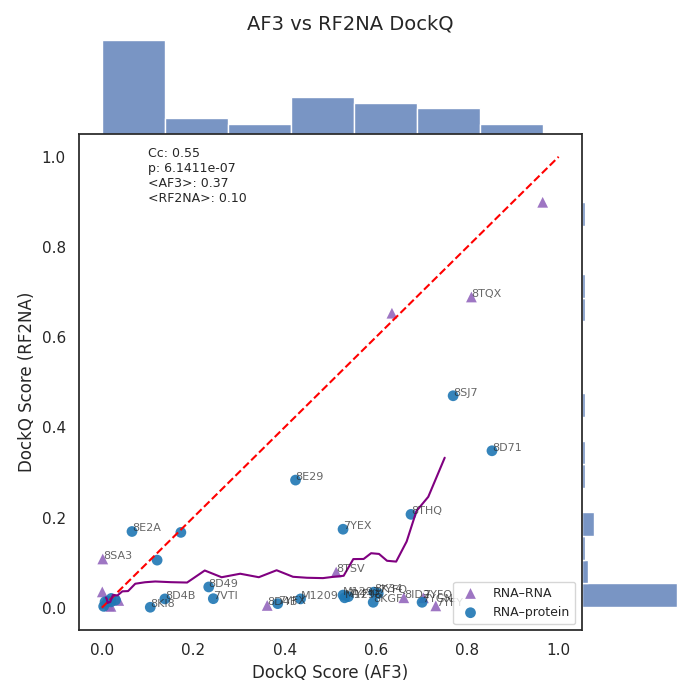 AF3 vs RF2NA DockQ
Cc: 0.55
p: 6.1411e-07
<AF3>: 0.37
<RF2NA>: 0.10
1.0
0.8
0.6
0.4
0.2
0.0
DockQ Score (RF2NA)
8TQX
8SJ7
8D71
8E29
8THQ
7YEX
8E2A
8SA3
8TSV
8D49
8D4B
7VTI
8KI8
M1209
0.0
0.2
0.4
0.6
0.8
1.0
DockQ Score (AF3)
RNA–RNA
RNA–protein